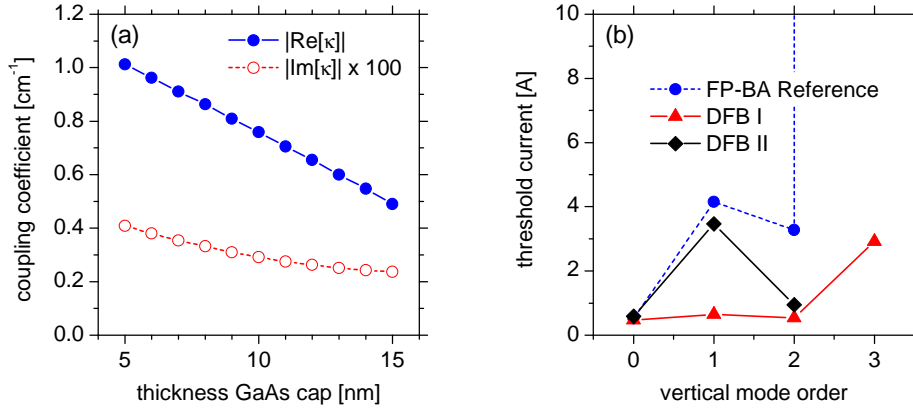 (a)
|Re[κ]|
|Im[κ]| x 100
coupling coefficient [cm⁻¹]
1.2
1.0
0.8
0.6
0.4
0.2
0.0
5
10
15
thickness GaAs cap [nm]
(b)
FP-BA Reference
DFB I
DFB II
threshold current [A]
10
8
6
4
2
0
0
1
2
3
vertical mode order